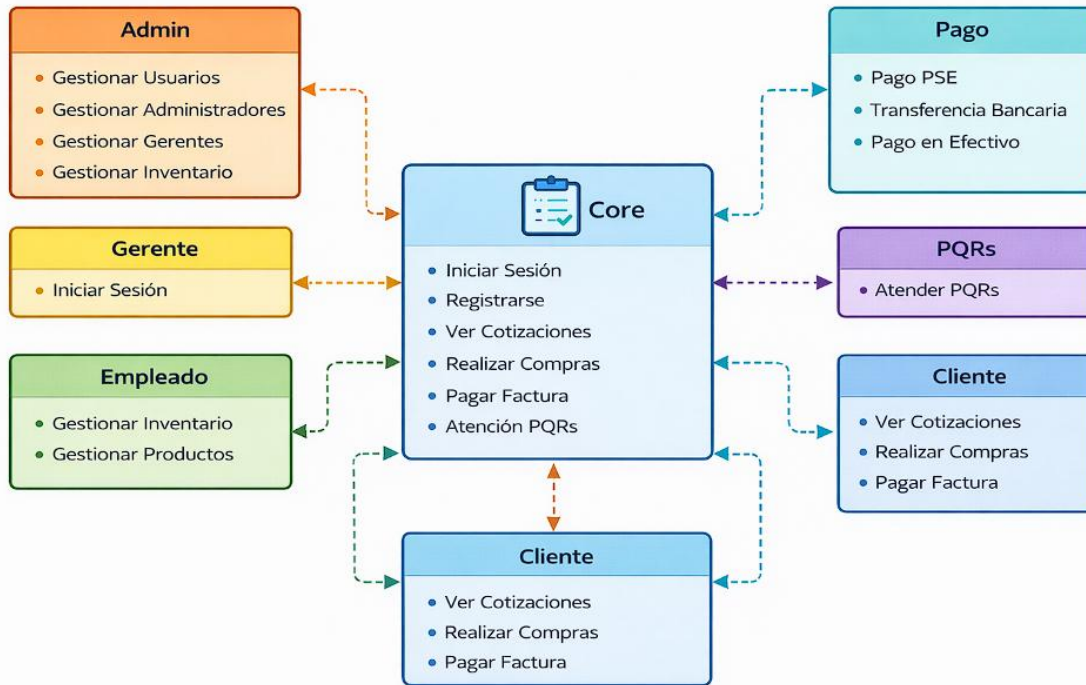 Admin
• Gestionar Usuarios
• Gestionar Administradores
• Gestionar Gerentes
• Gestionar Inventario
Gerente
• Iniciar Sesión
Empleado
• Gestionar Inventario
• Gestionar Productos
Core
• Iniciar Sesión
• Registrarse
• Ver Cotizaciones
• Realizar Compras
• Pagar Factura
• Atención PQRs
Cliente
• Ver Cotizaciones
• Realizar Compras
• Pagar Factura
Pago
• Pago PSE
• Transferencia Bancaria
• Pago en Efectivo
PQRs
• Atender PQRs
Cliente
• Ver Cotizaciones
• Realizar Compras
• Pagar Factura